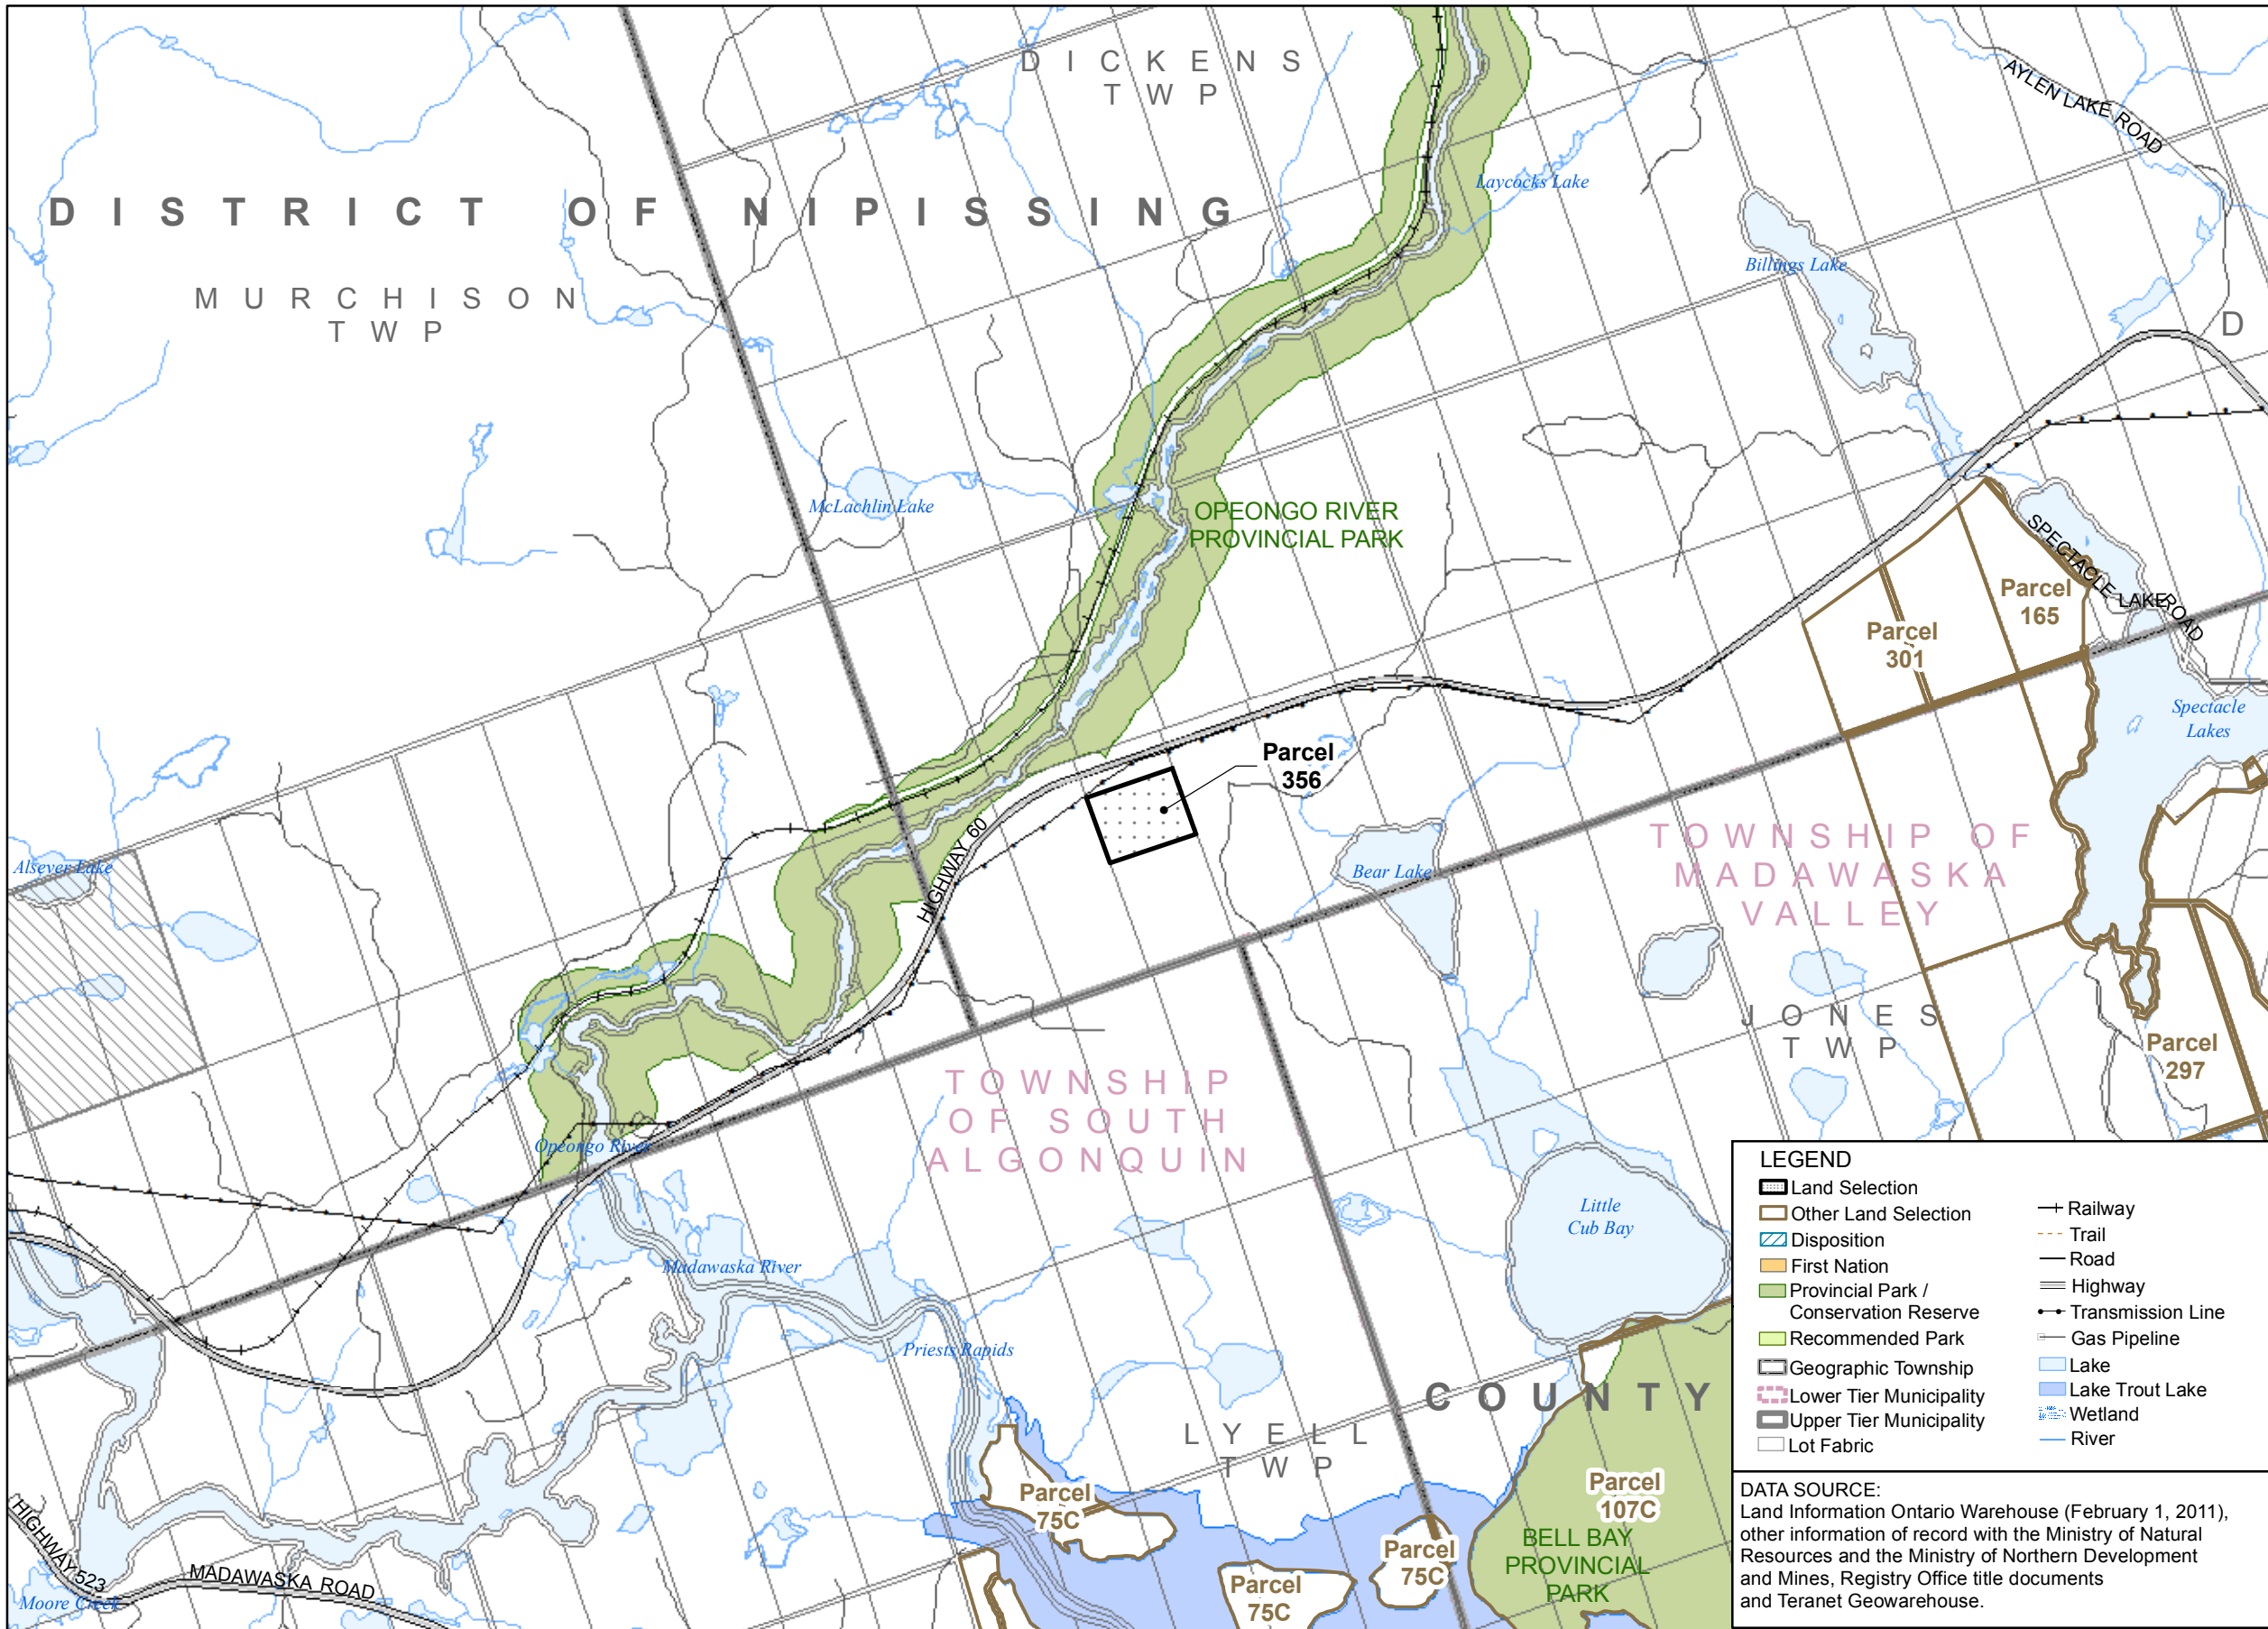 DICKENS
TWP
AYLEN LAKE ROAD
Laycocks Lake
DISTRICT OF NIPISSING
Billings Lake
MURCHISON
TWP
D
McLachlin Lake
OPEONGO RIVER
PROVINCIAL PARK
SPECTACLE LAKE ROAD
Parcel
165
Parcel
301
Spectacle
Lakes
Parcel
356
HIGHWAY 60
TOWNSHIP OF
MADAWASKA
VALLEY
Alsever Lake
Bear Lake
JONES
TWP
Parcel
297
TOWNSHIP
OF SOUTH
ALGONQUIN
Opeongo River
Little
Cub Bay
Madawaska River
Priests Rapids
COUNTY
LYELL
TWP
Parcel
75C
Parcel
107C
Parcel
75C
BELL BAY
PROVINCIAL
PARK
Parcel
75C
HIGHWAY 523
MADAWASKA ROAD
Moore Creek
LEGEND
Land Selection
Other Land Selection
Disposition
First Nation
Provincial Park /
Conservation Reserve
Recommended Park
Geographic Township
Lower Tier Municipality
Upper Tier Municipality
Lot Fabric
Railway
Trail
Road
Highway
Transmission Line
Gas Pipeline
Lake
Lake Trout Lake
Wetland
River
DATA SOURCE:
Land Information Ontario Warehouse (February 1, 2011),
other information of record with the Ministry of Natural
Resources and the Ministry of Northern Development
and Mines, Registry Office title documents
and Teranet Geowarehouse.